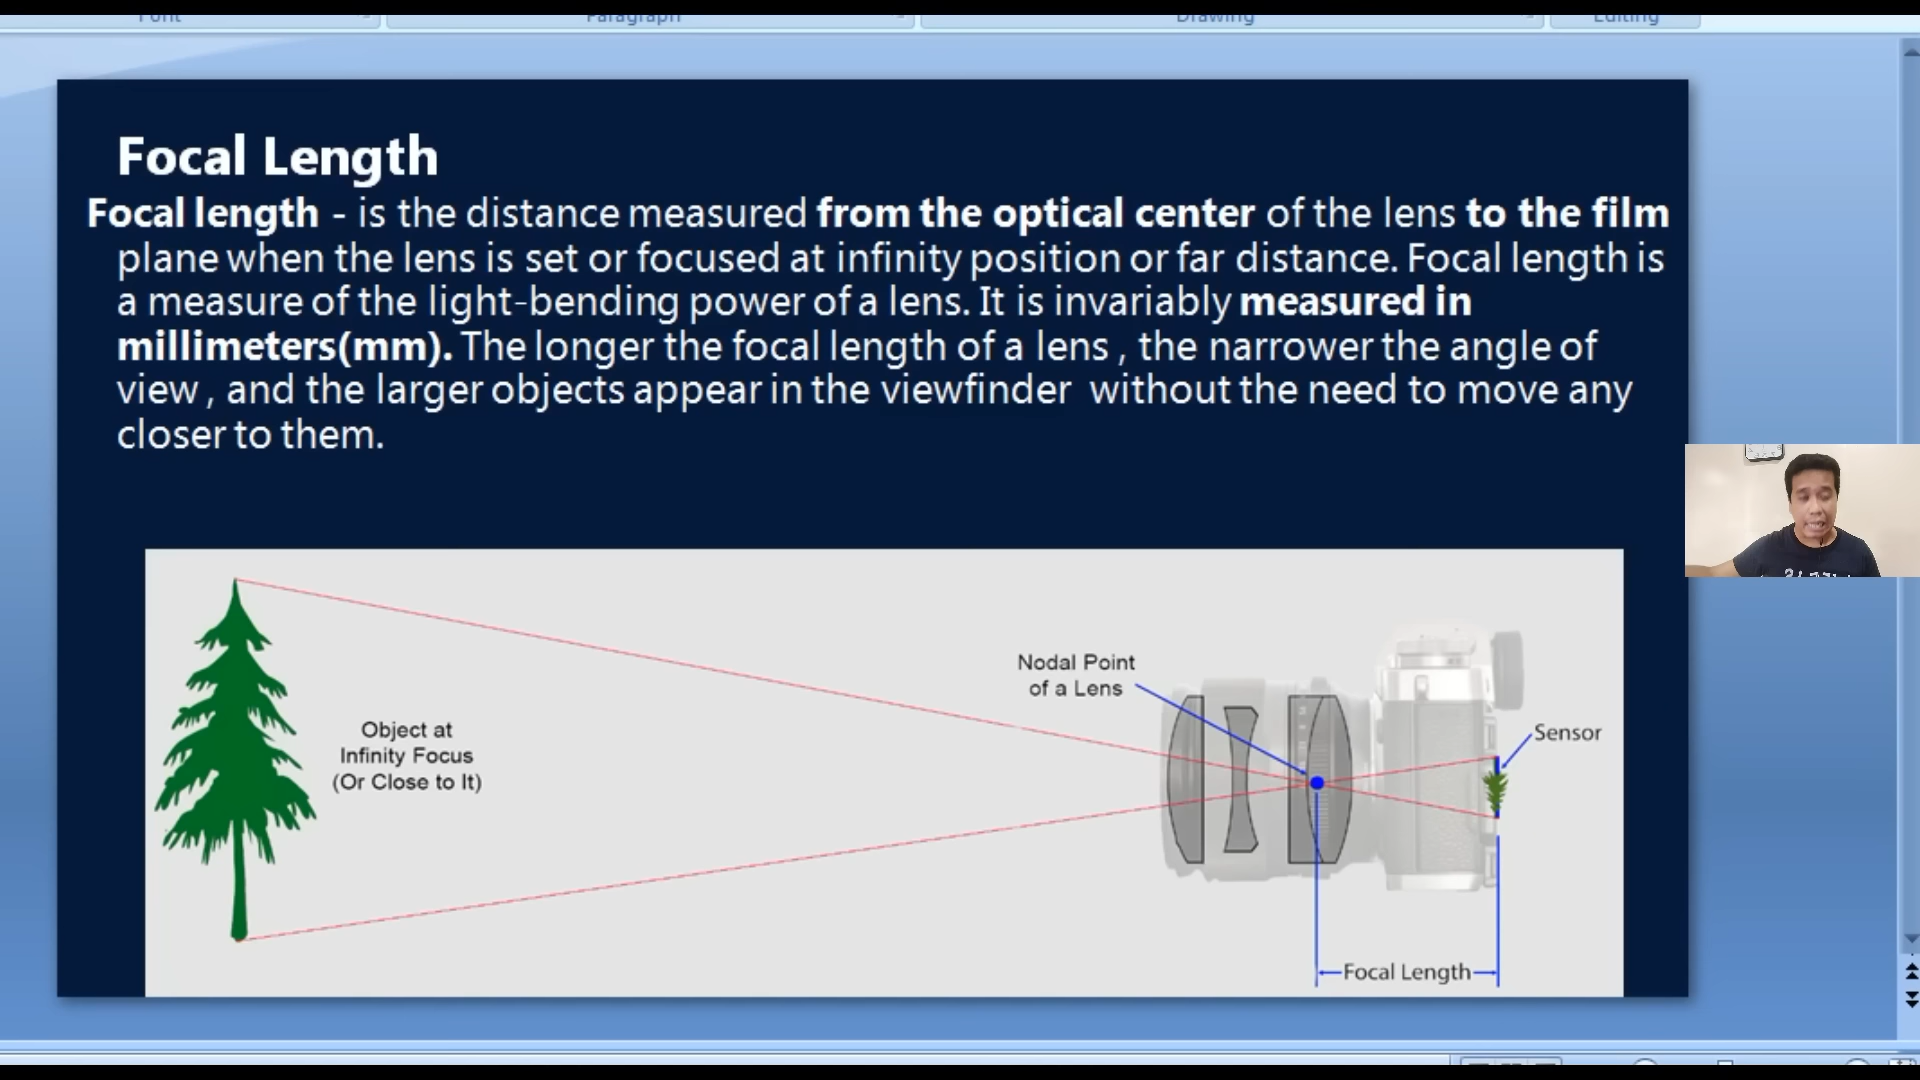 Font Paragraph Drawing Editing
Focal Length
Focal length - is the distance measured from the optical center of the lens to the film
plane when the lens is set or focused at infinity position or far distance. Focal length is
a measure of the light-bending power of a lens. It is invariably measured in
millimeters(mm). The longer the focal length of a lens , the narrower the angle of
view , and the larger objects appear in the viewfinder without the need to move any
closer to them.
Nodal Point
of a Lens
Object at
Infinity Focus
(Or Close to It)
Sensor
Focal Length